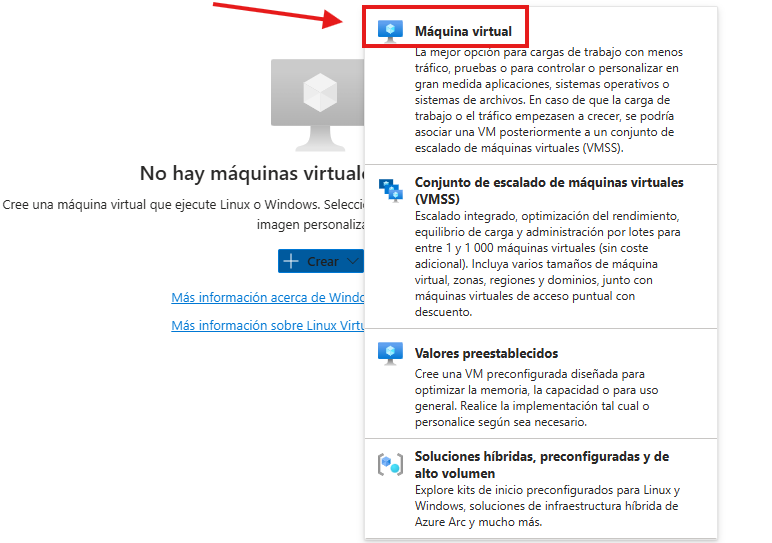 Máquina virtual
La mejor opción para cargas de trabajo con menos
tráfico, pruebas o para controlar o personalizar en
gran medida aplicaciones, sistemas operativos o
sistemas de archivos. En caso de que la carga de
trabajo o el tráfico empezasen a crecer, se podría
asociar una VM posteriormente a un conjunto de
escalado de máquinas virtuales (VMSS).
No hay máquinas
Cree una máquina virtual que ejecute Linux o Windows.
imagen
Crear
Más información acerca de
Más información sobre Linux
Conjunto de escalado de máquinas virtuales
(VMSS)
Escalado integrado, optimización del rendimiento,
equilibrio de carga y administración por lotes para
entre 1 y 1 000 máquinas virtuales (sin coste
adicional). Incluya varios tamaños de máquina
virtual, zonas, regiones y dominios, junto con
máquinas virtuales de acceso puntual con
descuento.
Valores preestablecidos
Cree una VM preconfigurada diseñada para
optimizar la memoria, la capacidad o para uso
general. Realice la implementación tal cual o
personalice según sea necesario.
Soluciones híbridas, preconfiguradas y de
alto volumen
Explore kits de inicio preconfigurados para Linux y
Windows, soluciones de infraestructura híbrida de
Azure Arc y mucho más.